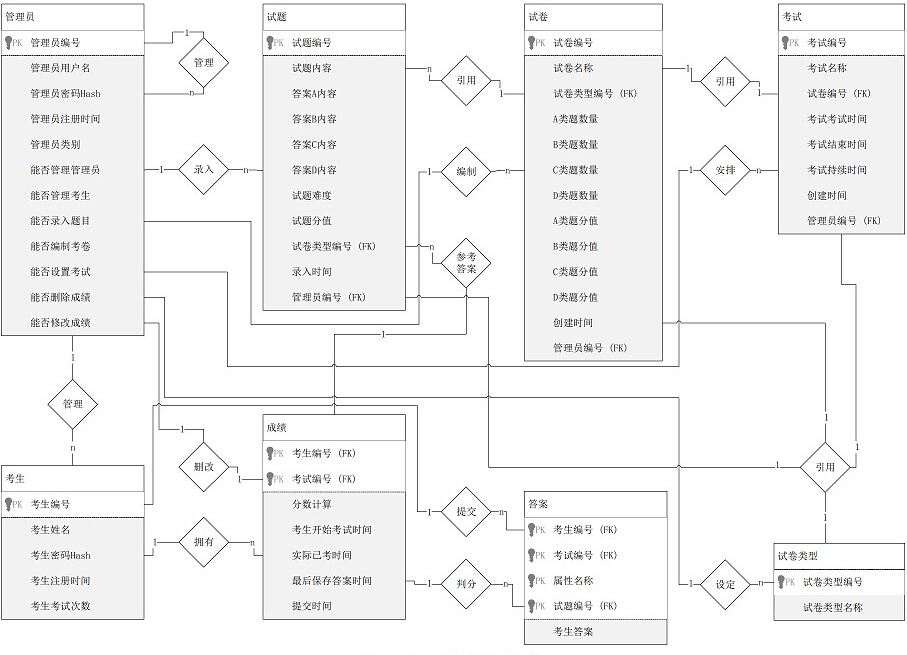 管理员
PK 管理员编号
管理员用户名
管理员密码Hash
管理员注册时间
管理员类别
能否管理管理员
能否管理考生
能否录入题目
能否编制考卷
能否设置考试
能否删除成绩
能否修改成绩
1
管理
n
1
录入
n
试题
PK 试题编号
试题内容
答案A内容
答案B内容
答案C内容
答案D内容
试题难度
试题分值
试卷类型编号 (FK)
录入时间
管理员编号 (FK)
n
引用
1
1
编制
n
n
参考
答案
1
试卷
PK 试卷编号
试卷名称
试卷类型编号 (FK)
A类题数量
B类题数量
C类题数量
D类题数量
A类题分值
B类题分值
C类题分值
D类题分值
创建时间
管理员编号 (FK)
1
引用
1
1
安排
n
考试
PK 考试编号
考试名称
试卷编号 (FK)
考试考试时间
考试结束时间
考试持续时间
创建时间
管理员编号 (FK)
1
管理
n
考生
PK 考生编号
考生姓名
考生密码Hash
考生注册时间
考生考试次数
1
删改
1
1
拥有
n
成绩
PK 考生编号 (FK)
PK 考试编号 (FK)
分数计算
考生开始考试时间
实际已考时间
最后保存答案时间
提交时间
1
提交
n
1
判分
n
答案
PK 考生编号 (FK)
PK 考试编号 (FK)
PK 属性名称
PK 试题编号 (FK)
考生答案
1
1
1
引用
1
1
设定
n
试卷类型
PK 试卷类型编号
试卷类型名称